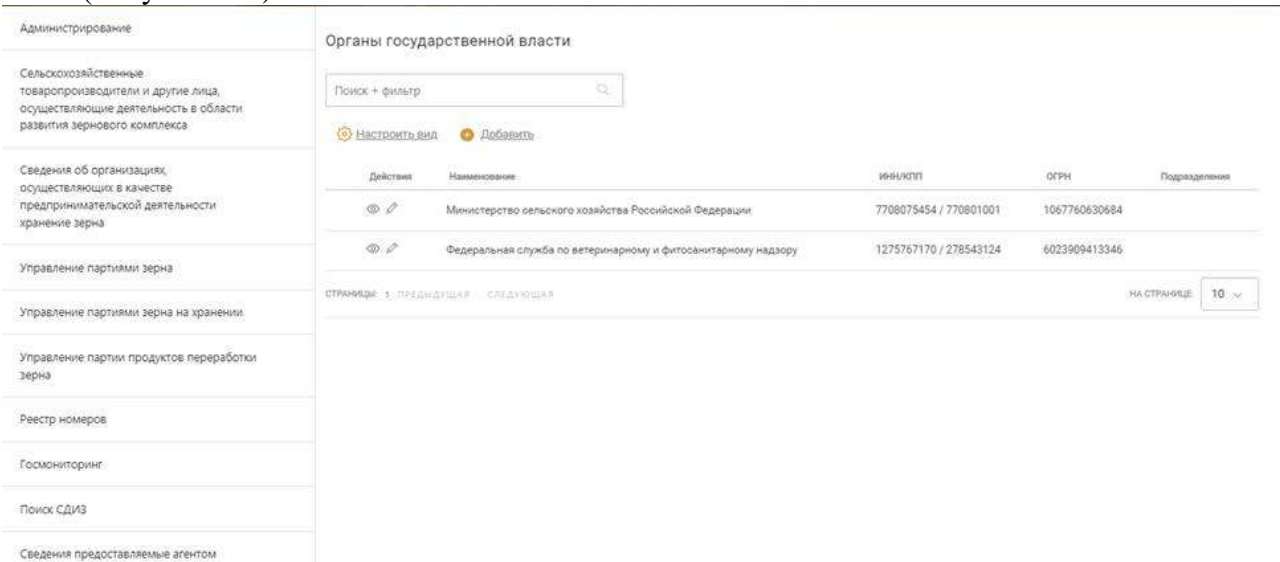 Администрирование
Органы государственной власти
Сельскохозяйственные
товаропроизводители и другие лица,
осуществляющие деятельность в области
развития зернового комплекса
Поиск + фильтр
Настроить вид Добавить
Сведения об организациях,
осуществляющих в качестве
предпринимательской деятельности
хранение зерна
Действия Наименование ИНН/КПП ОГРН Подразделения
Министерство сельского хозяйства Российской Федерации 7708075454 / 770801001 1067760630684
Федеральная служба по ветеринарному и фитосанитарному надзору 1275767170 / 278543124 6023909413346
Управление партиями зерна
СТРАНИЦЫ: 1 ПРЕДЫДУЩАЯ СЛЕДУЮЩАЯ НА СТРАНИЦЕ: 10
Управление партиями зерна на хранении
Управление партии продуктов переработки
зерна
Реестр номеров
Госмониторинг
Поиск СДИЗ
Сведения предоставляемые агентом